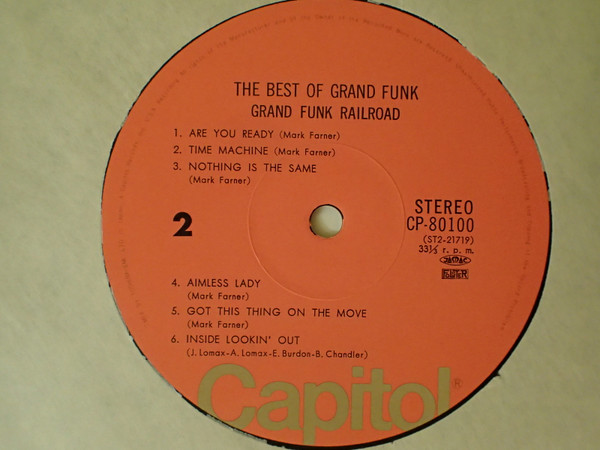 THE BEST OF GRAND FUNK
GRAND FUNK RAILROAD
1. ARE YOU READY (Mark Farner)
2. TIME MACHINE (Mark Farner)
3. NOTHING IS THE SAME
(Mark Farner)
2
STEREO
CP-80100
(ST2-21719)
33⅓ r. p. m.
JASRAC
4. AIMLESS LADY
(Mark Farner)
5. GOT THIS THING ON THE MOVE
(Mark Farner)
6. INSIDE LOOKIN' OUT
(J. Lomax-A. Lomax-E. Burdon-B. Chandler)
Capitol®